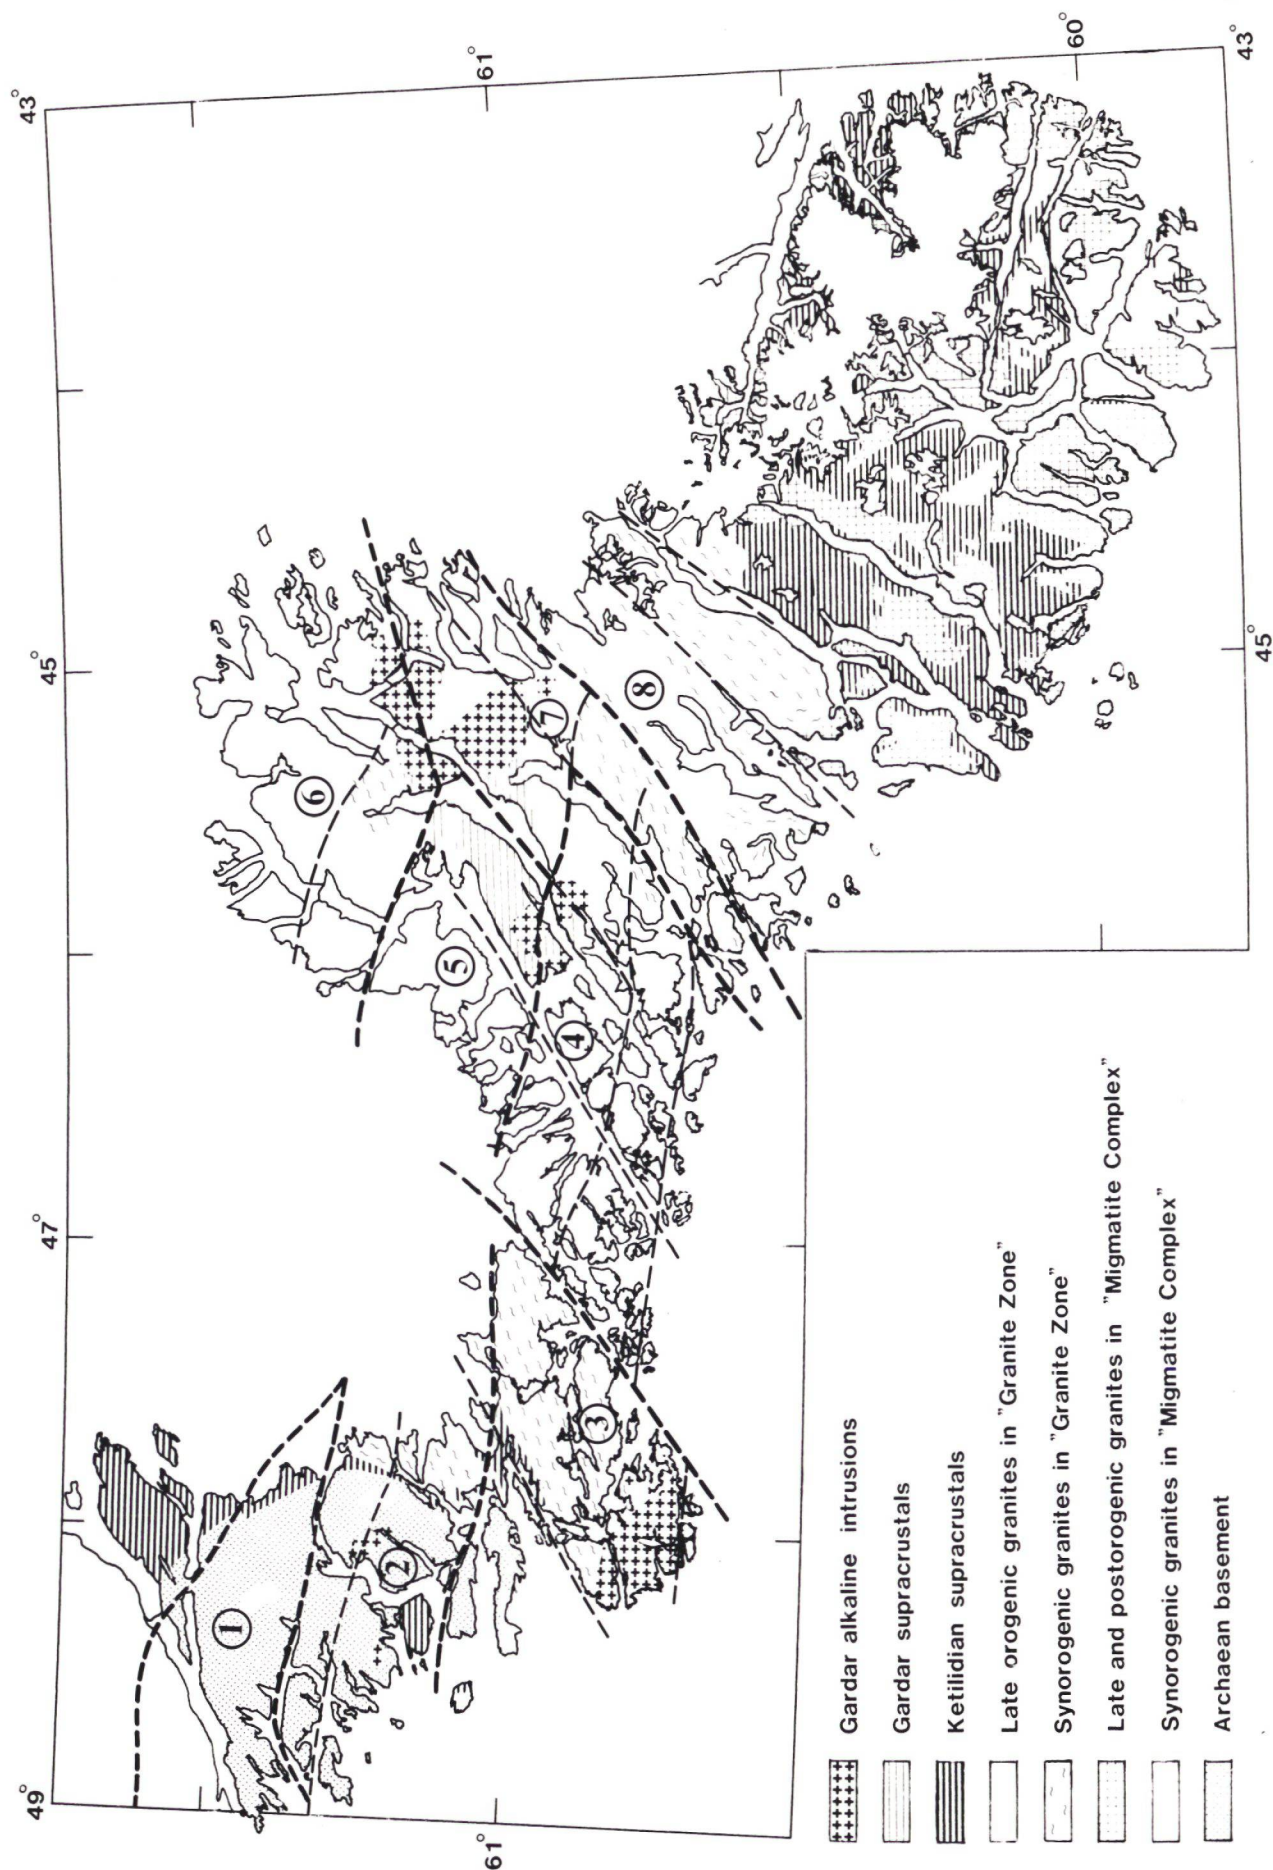 49°
47°
45°
43°
61°
61°
60°
45°
43°
1
2
3
4
5
6
7
8
Gardar alkaline intrusions
Gardar supracrustals
Ketilidian supracrustals
Late orogenic granites in "Granite Zone"
Synorogenic granites in "Granite Zone"
Late and postorogenic granites in "Migmatite Complex"
Synorogenic granites in "Migmatite Complex"
Archaean basement